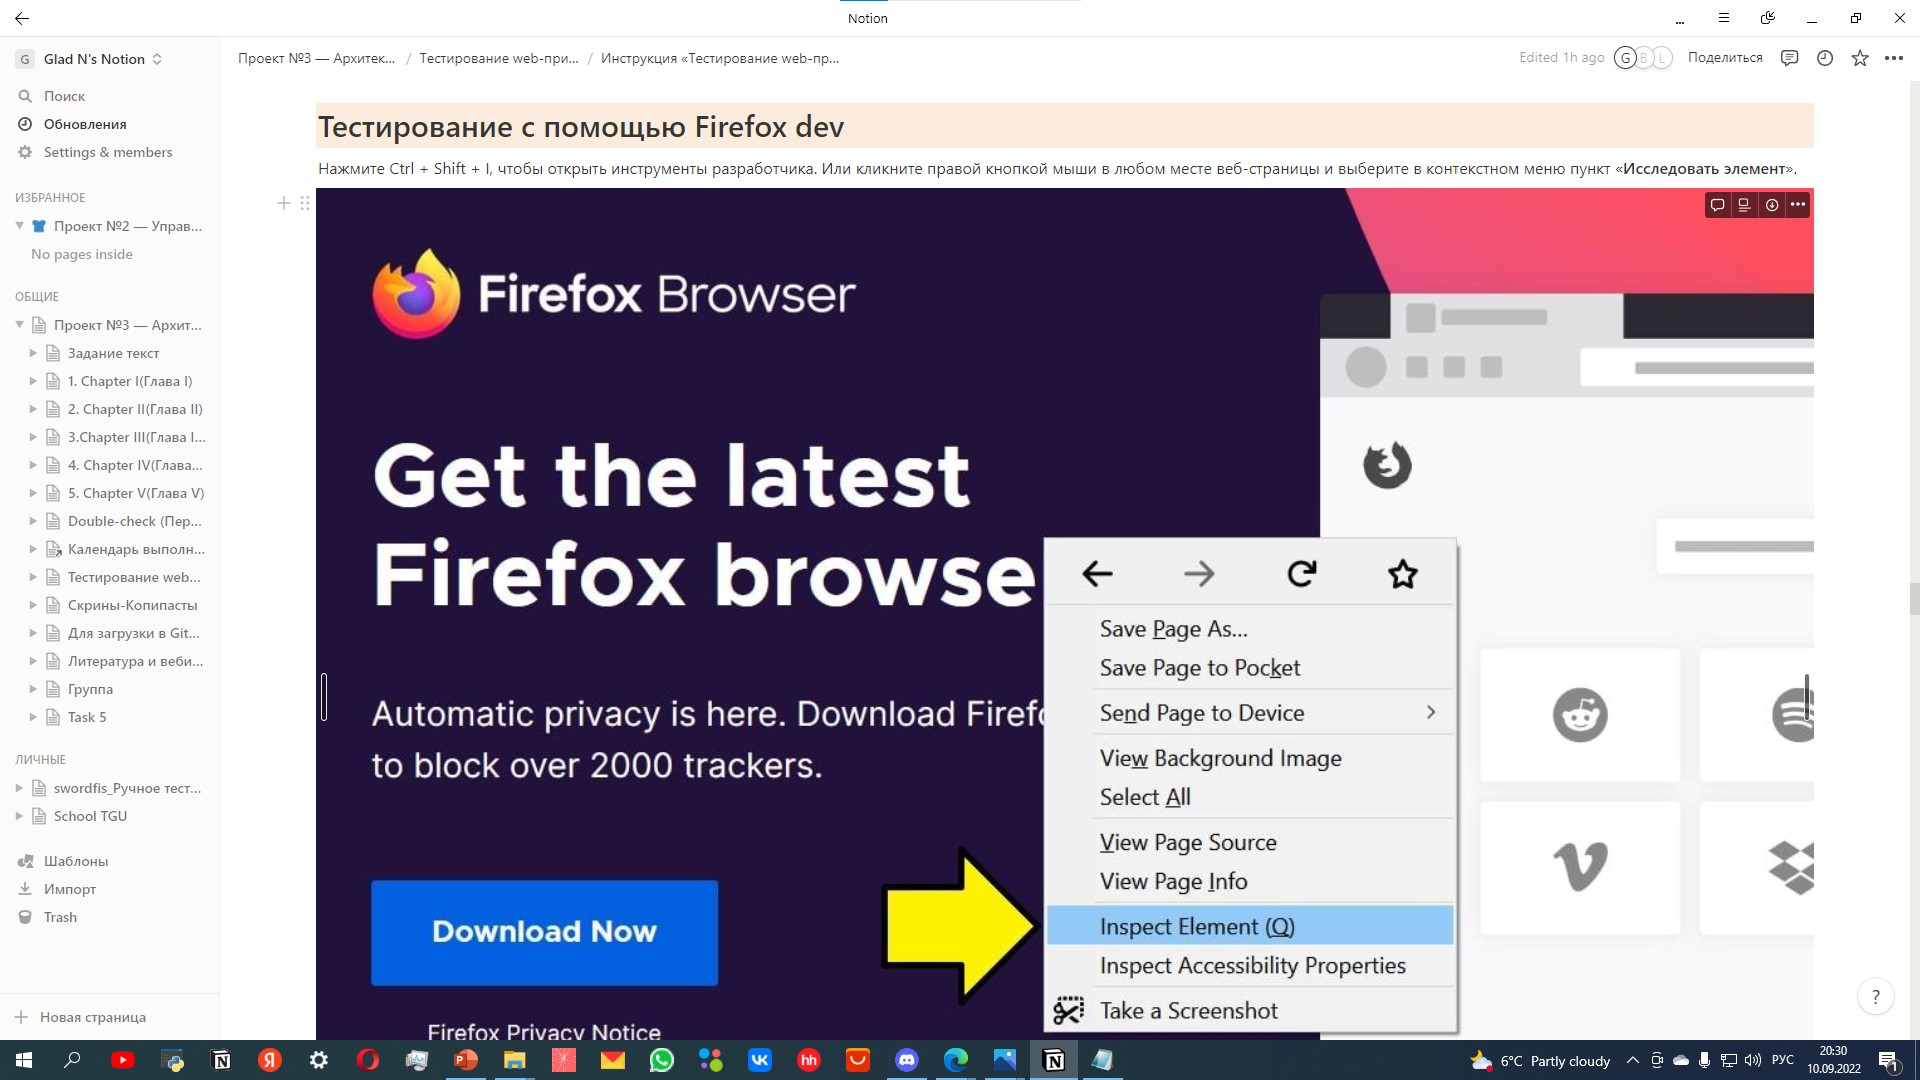 Notion
G Glad N's Notion
Проект №3 — Архитек... / Тестирование web-при... / Инструкция «Тестирование web-пр...
Edited 1h ago G B L Поделиться
Поиск
Обновления
Settings & members
ИЗБРАННОЕ
Проект №2 — Управ...
No pages inside
ОБЩИЕ
Проект №3 — Архит...
Задание текст
1. Chapter I(Глава I)
2. Chapter II(Глава II)
3.Chapter III(Глава I...
4. Chapter IV(Глава...
5. Chapter V(Глава V)
Double-check (Пер...
Календарь выполн...
Тестирование web...
Скрины-Копипасты
Для загрузки в Git...
Литература и веби...
Группа
Task 5
ЛИЧНЫЕ
swordfis_Ручное тест...
School TGU
Шаблоны
Импорт
Trash
Новая страница
Тестирование с помощью Firefox dev
Нажмите Ctrl + Shift + I, чтобы открыть инструменты разработчика. Или кликните правой кнопкой мыши в любом месте веб-страницы и выберите в контекстном меню пункт «Исследовать элемент».
Firefox Browser
Get the latest
Firefox browse
Automatic privacy is here. Download Firefo
to block over 2000 trackers.
Download Now
Firefox Privacy Notice
Save Page As...
Save Page to Pocket
Send Page to Device
View Background Image
Select All
View Page Source
View Page Info
Inspect Element (Q)
Inspect Accessibility Properties
Take a Screenshot
?
6°C Partly cloudy
РУС
20:30
10.09.2022
1